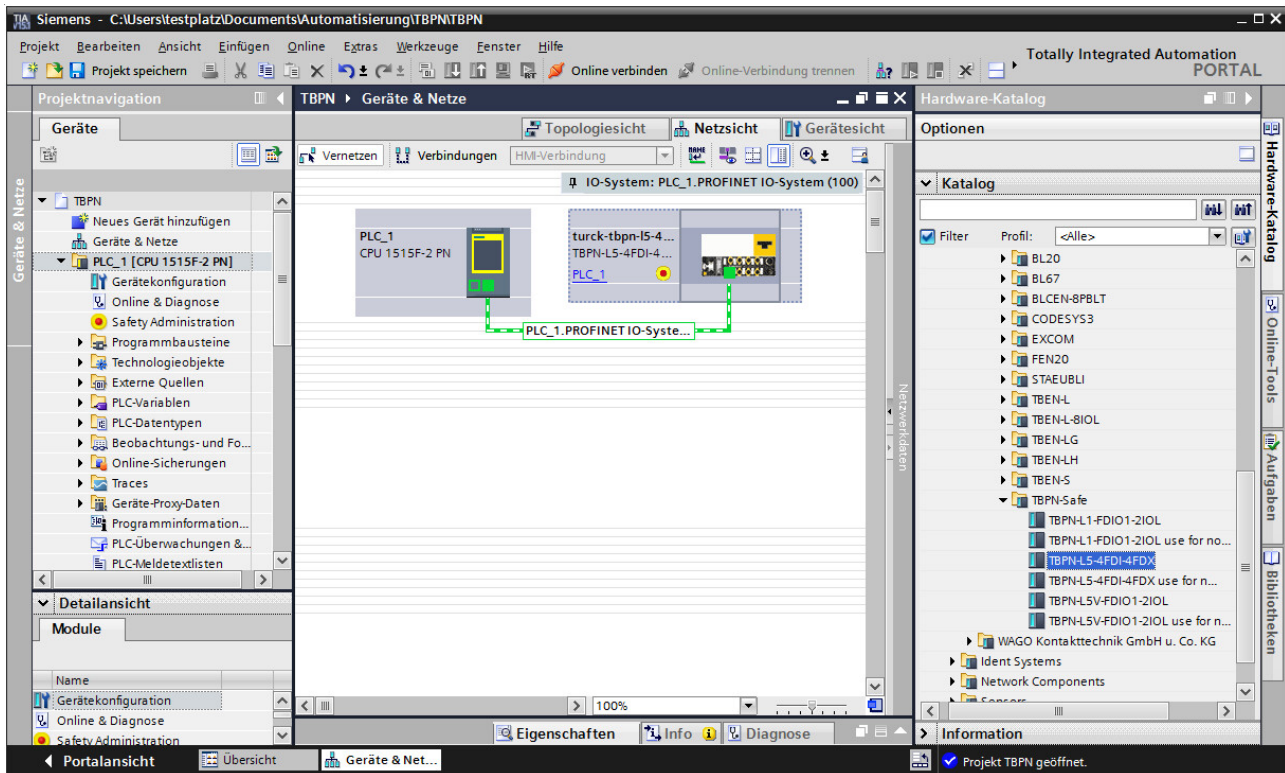 Siemens - C:\Users\testplatz\Documents\Automatisierung\TBPN\TBPN
Projekt Bearbeiten Ansicht Einfügen Online Extras Werkzeuge Fenster Hilfe
Totally Integrated Automation
PORTAL
Projekt speichern
Online verbinden
Online-Verbindung trennen
Projektnavigation
Geräte
Geräte & Netze
TBPN
Neues Gerät hinzufügen
Geräte & Netze
PLC_1 [CPU 1515F-2 PN]
Gerätekonfiguration
Online & Diagnose
Safety Administration
Programmbausteine
Technologieobjekte
Externe Quellen
PLC-Variablen
PLC-Datentypen
Beobachtungs- und Fo...
Online-Sicherungen
Traces
Geräte-Proxy-Daten
Programminformation...
PLC-Überwachungen &...
PLC-Meldetextlisten
Detailansicht
Module
Name
Gerätekonfiguration
Online & Diagnose
Safety Administration
TBPN Geräte & Netze
Topologiesicht
Netzsicht
Gerätesicht
Vernetzen
Verbindungen
HMI-Verbindung
IO-System: PLC_1.PROFINET IO-System (100)
PLC_1
CPU 1515F-2 PN
turck-tbpn-l5-4...
TBPN-L5-4FDI-4...
PLC_1
PLC_1.PROFINET IO-Syste...
Netzwerkdaten
100%
Eigenschaften
Info
Diagnose
Hardware-Katalog
Optionen
Katalog
Filter
Profil:
<Alle>
BL20
BL67
BLCEN-8PBLT
CODESYS3
EXCOM
FEN20
STAEUBLI
TBEN-L
TBEN-L-8IOL
TBEN-LG
TBEN-LH
TBEN-S
TBPN-Safe
TBPN-L1-FDIO1-2IOL
TBPN-L1-FDIO1-2IOL use for no...
TBPN-L5-4FDI-4FDX
TBPN-L5-4FDI-4FDX use for n...
TBPN-L5V-FDIO1-2IOL
TBPN-L5V-FDIO1-2IOL use for n...
WAGO Kontakttechnik GmbH u. Co. KG
Ident Systems
Network Components
Sensors
Information
Hardware-Katalog
Online-Tools
Aufgaben
Bibliotheken
Portalansicht
Übersicht
Geräte & Net...
Projekt TBPN geöffnet.